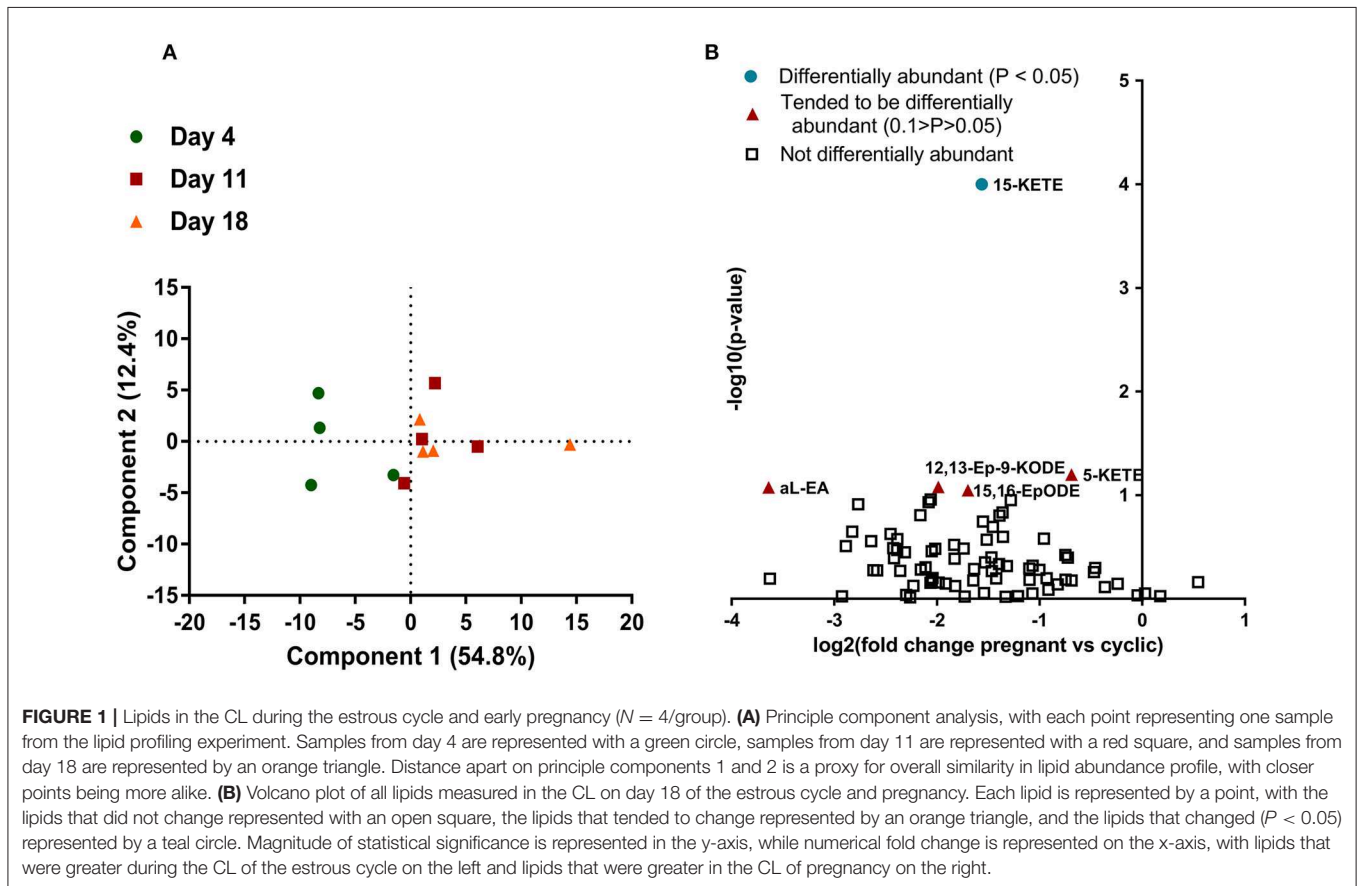 A
Day 4
Day 11
Day 18
15
10
5
0
-5
-10
-15
-20 -15 -10 -5 0 5 10 15 20
Component 2 (12.4%)
Component 1 (54.8%)
B
Differentially abundant (P < 0.05)
Tended to be differentially
abundant (0.1>P>0.05)
Not differentially abundant
5
4
3
2
1
15-KETE
12,13-Ep-9-KODE
5-KETE
aL-EA
15,16-EpODE
-log10(p-value)
-4 -3 -2 -1 0 1
log2(fold change pregnant vs cyclic)
FIGURE 1 | Lipids in the CL during the estrous cycle and early pregnancy (N = 4/group). (A) Principle component analysis, with each point representing one sample
from the lipid profiling experiment. Samples from day 4 are represented with a green circle, samples from day 11 are represented with a red square, and samples from
day 18 are represented by an orange triangle. Distance apart on principle components 1 and 2 is a proxy for overall similarity in lipid abundance profile, with closer
points being more alike. (B) Volcano plot of all lipids measured in the CL on day 18 of the estrous cycle and pregnancy. Each lipid is represented by a point, with the
lipids that did not change represented with an open square, the lipids that tended to change represented by an orange triangle, and the lipids that changed (P < 0.05)
represented by a teal circle. Magnitude of statistical significance is represented in the y-axis, while numerical fold change is represented on the x-axis, with lipids that
were greater during the CL of the estrous cycle on the left and lipids that were greater in the CL of pregnancy on the right.